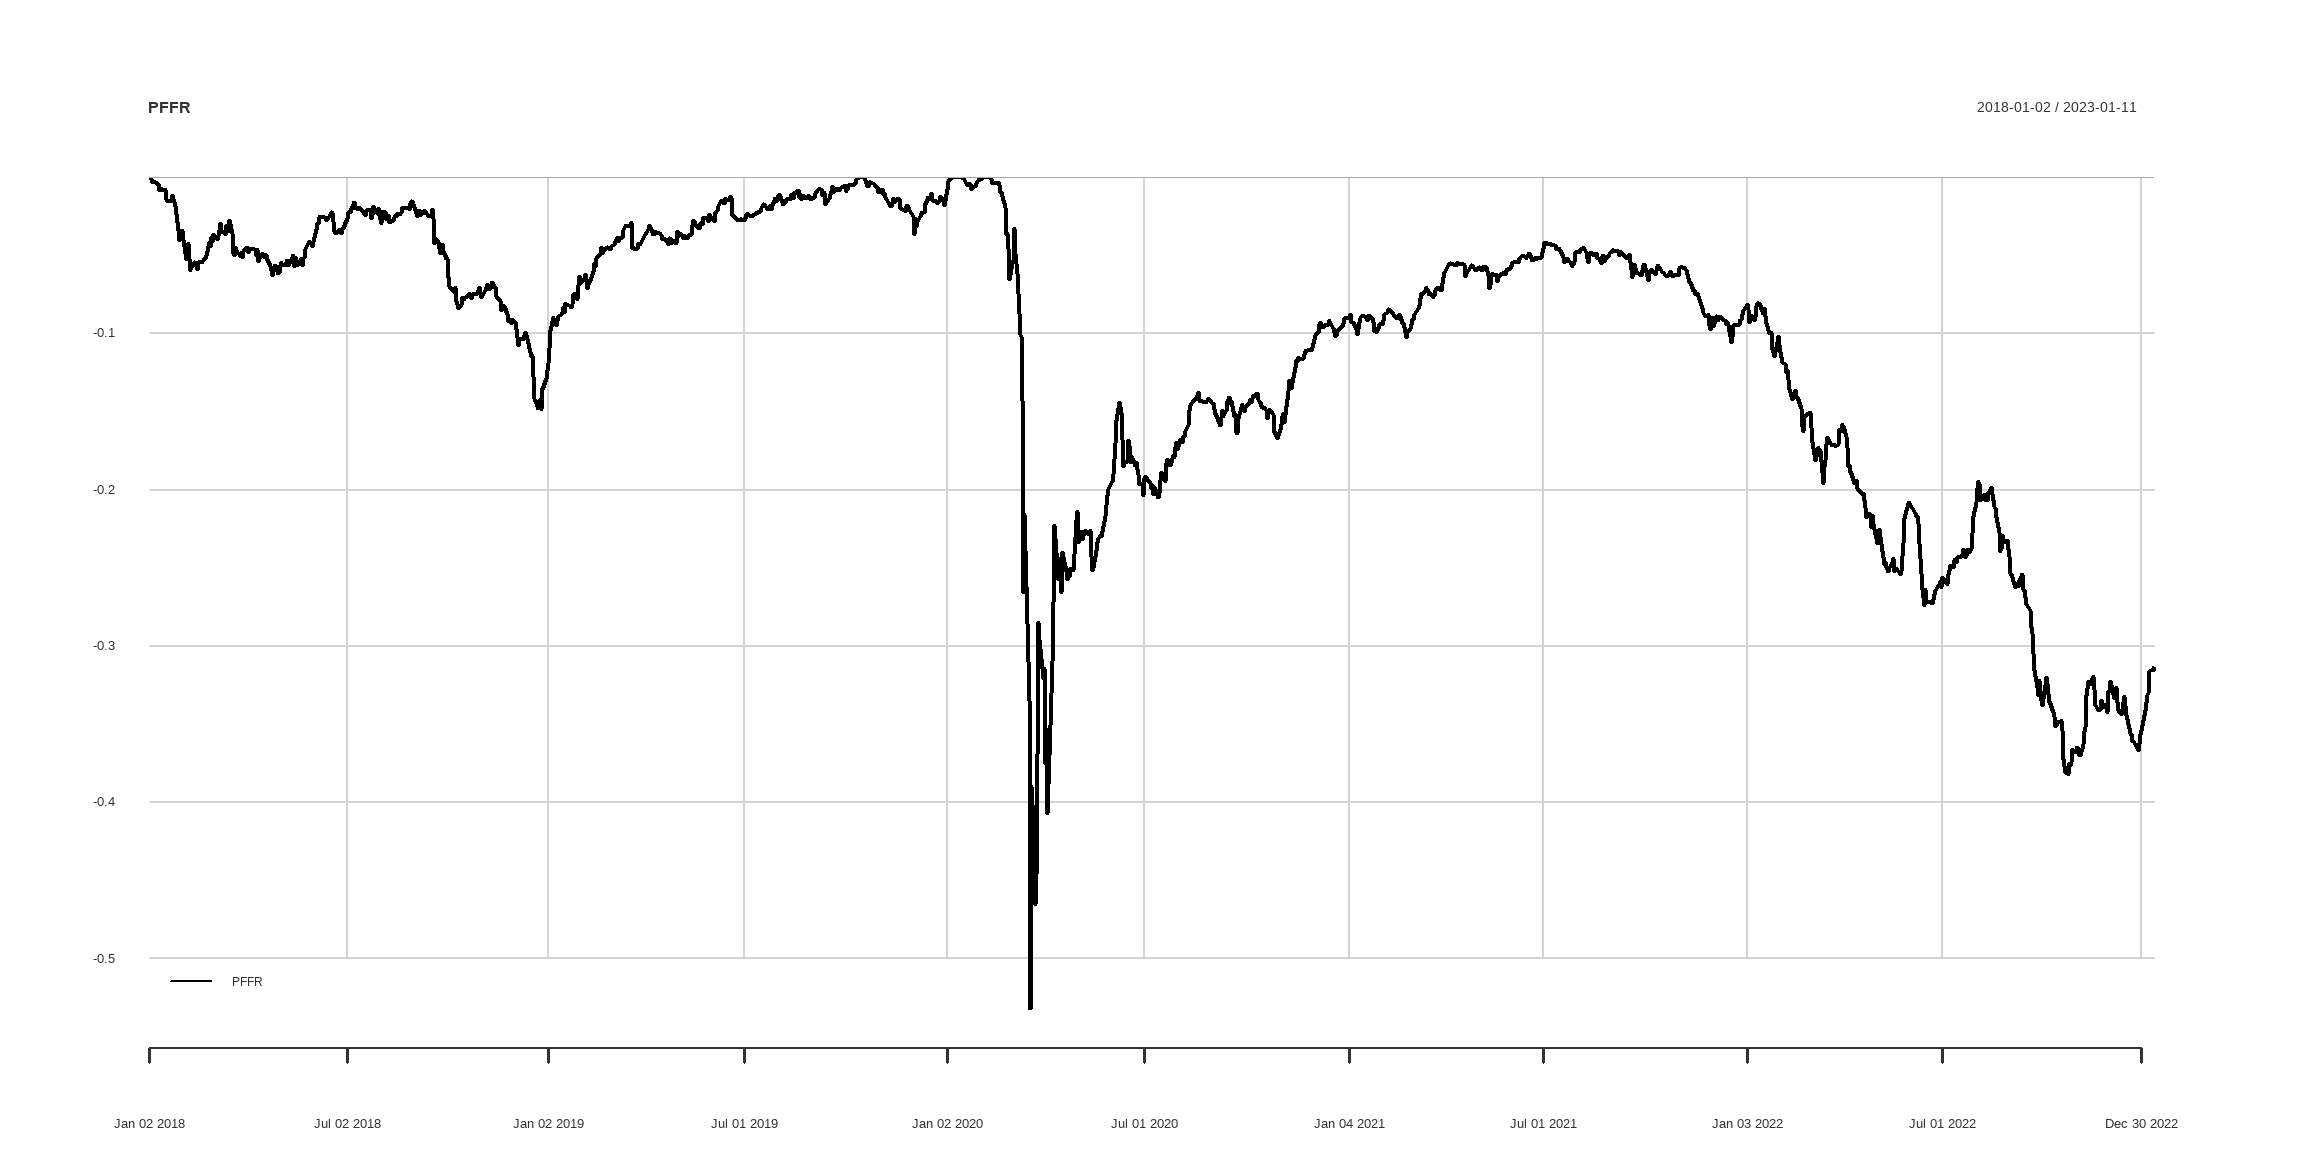 PFFR
2018-01-02 / 2023-01-11
-0.1
-0.2
-0.3
-0.4
-0.5
PFFR
Jan 02 2018
Jul 02 2018
Jan 02 2019
Jul 01 2019
Jan 02 2020
Jul 01 2020
Jan 04 2021
Jul 01 2021
Jan 03 2022
Jul 01 2022
Dec 30 2022